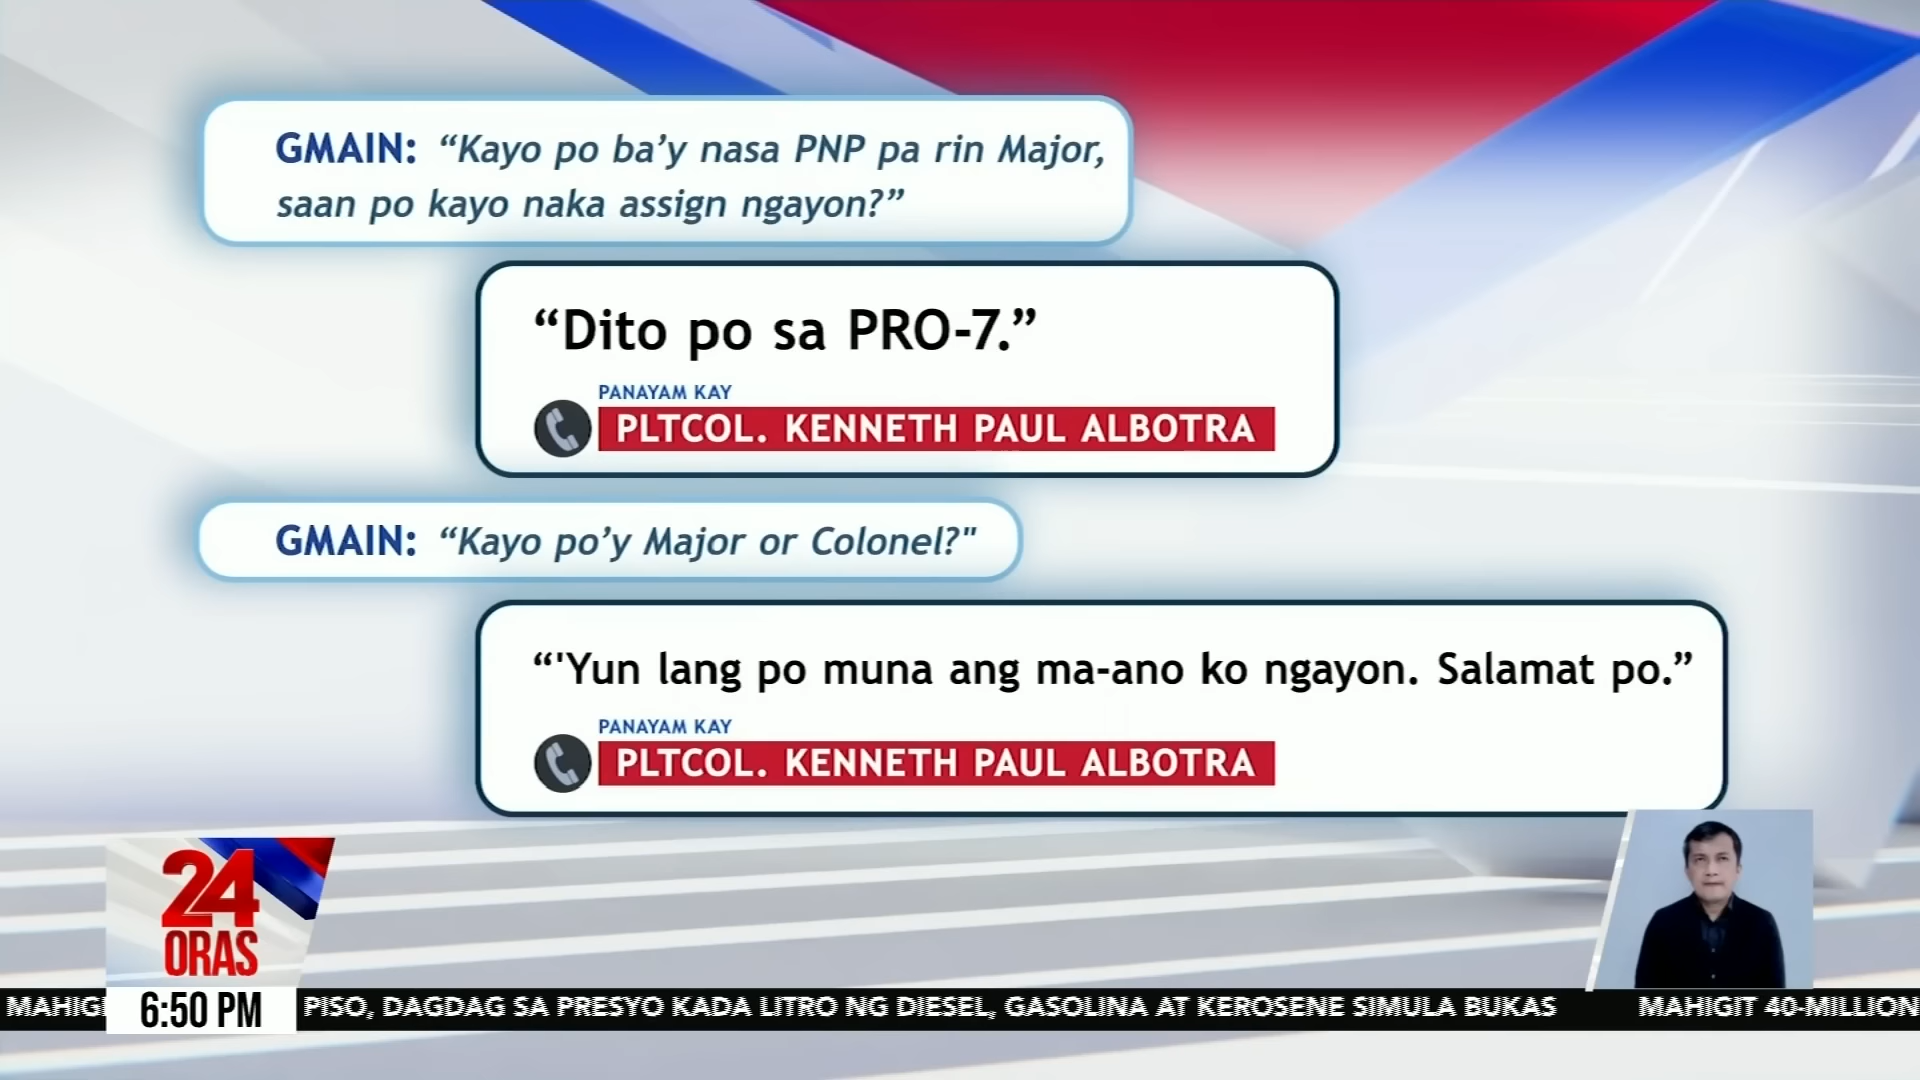 GMAIN: “Kayo po ba’y nasa PNP pa rin Major,
saan po kayo naka assign ngayon?”
“Dito po sa PRO-7.”
PANAYAM KAY
PLTCOL. KENNETH PAUL ALBOTRA
GMAIN: “Kayo po’y Major or Colonel?"
“'Yun lang po muna ang ma-ano ko ngayon. Salamat po.”
PANAYAM KAY
PLTCOL. KENNETH PAUL ALBOTRA
24
ORAS
6:50 PM
PISO, DAGDAG SA PRESYO KADA LITRO NG DIESEL, GASOLINA AT KEROSENE SIMULA BUKAS MAHIGIT 40-MILLION